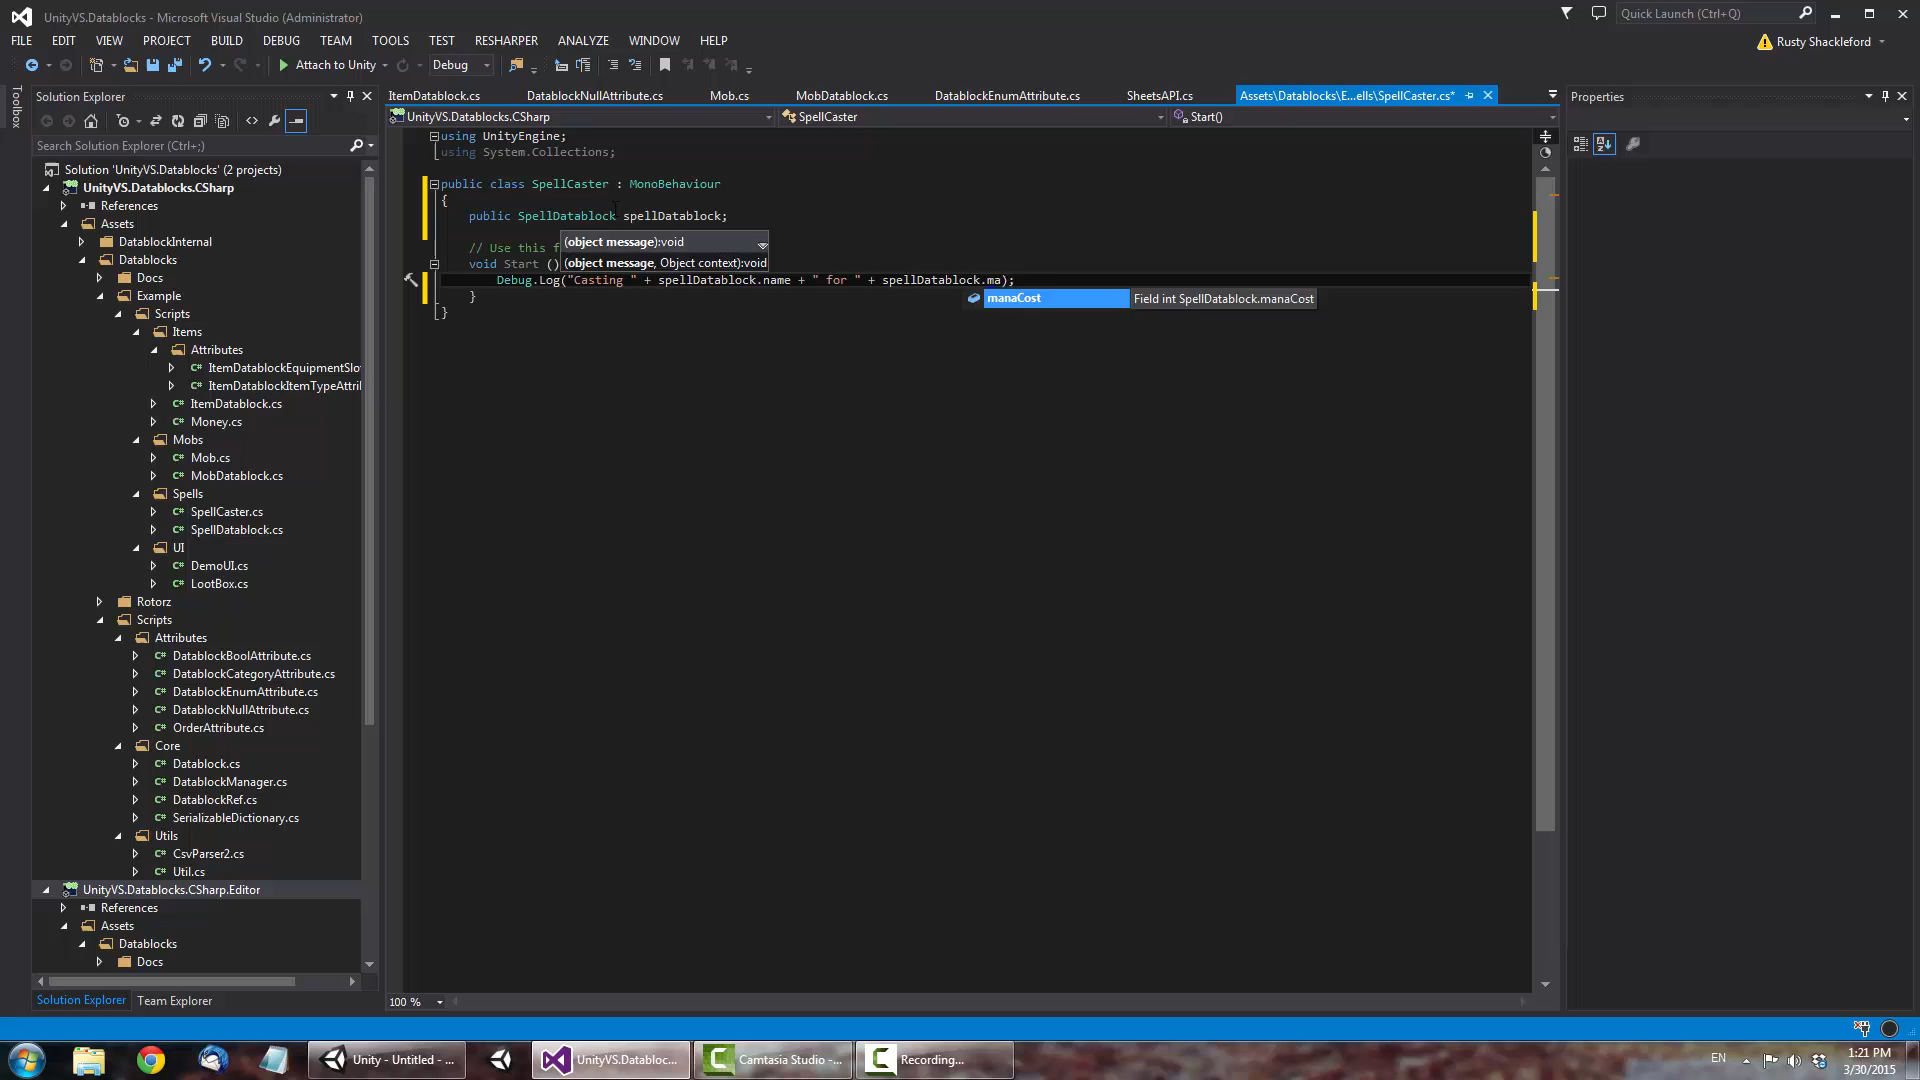 UnityVS.Datablocks - Microsoft Visual Studio (Administrator)
Quick Launch (Ctrl+Q)
FILE EDIT VIEW PROJECT BUILD DEBUG TEAM TOOLS TEST RESHARPER ANALYZE WINDOW HELP
Rusty Shackleford
Attach to Unity Debug
Toolbox
Solution Explorer
Search Solution Explorer (Ctrl+;)
Solution 'UnityVS.Datablocks' (2 projects)
UnityVS.Datablocks.CSharp
References
Assets
DatablockInternal
Datablocks
Docs
Example
Scripts
Items
Attributes
ItemDatablockEquipmentSlo
ItemDatablockItemTypeAttril
ItemDatablock.cs
Money.cs
Mobs
Mob.cs
MobDatablock.cs
Spells
SpellCaster.cs
SpellDatablock.cs
UI
DemoUI.cs
LootBox.cs
Rotorz
Scripts
Attributes
DatablockBoolAttribute.cs
DatablockCategoryAttribute.cs
DatablockEnumAttribute.cs
DatablockNullAttribute.cs
OrderAttribute.cs
Core
Datablock.cs
DatablockManager.cs
DatablockRef.cs
SerializableDictionary.cs
Utils
CsvParser2.cs
Util.cs
UnityVS.Datablocks.CSharp.Editor
References
Assets
Datablocks
Docs
Solution Explorer Team Explorer
ItemDatablock.cs DatablockNullAttribute.cs Mob.cs MobDatablock.cs DatablockEnumAttribute.cs SheetsAPI.cs Assets\Datablocks\E...ells\SpellCaster.cs*
UnityVS.Datablocks.CSharp SpellCaster Start()
using UnityEngine;
using System.Collections;
public class SpellCaster : MonoBehaviour
{
public SpellDatablock spellDatablock;
// Use this f
(object message):void
void Start ()
(object message, Object context):void
Debug.Log("Casting " + spellDatablock.name + " for " + spellDatablock.ma);
manaCost Field int SpellDatablock.manaCost
}
}
100 %
Properties
Unity - Untitled - ...
UnityVS.Databloc...
Camtasia Studio -...
Recording...
EN
1:21 PM
3/30/2015